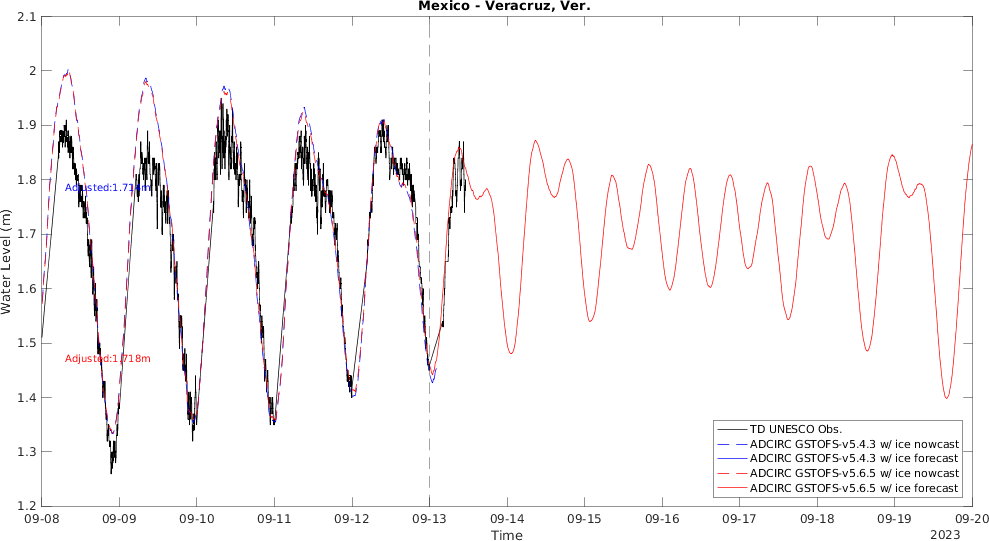 Mexico - Veracruz, Ver.
2.1
2
1.9
1.8
1.7
1.6
1.5
1.4
1.3
1.2
Water Level (m)
Adjusted:1.714m
Adjusted:1.718m
TD UNESCO Obs.
ADCIRC GSTOFS-v5.4.3 w/ ice nowcast
ADCIRC GSTOFS-v5.4.3 w/ ice forecast
ADCIRC GSTOFS-v5.6.5 w/ ice nowcast
ADCIRC GSTOFS-v5.6.5 w/ ice forecast
09-08 09-09 09-10 09-11 09-12 09-13 09-14 09-15 09-16 09-17 09-18 09-19 09-20
Time
2023